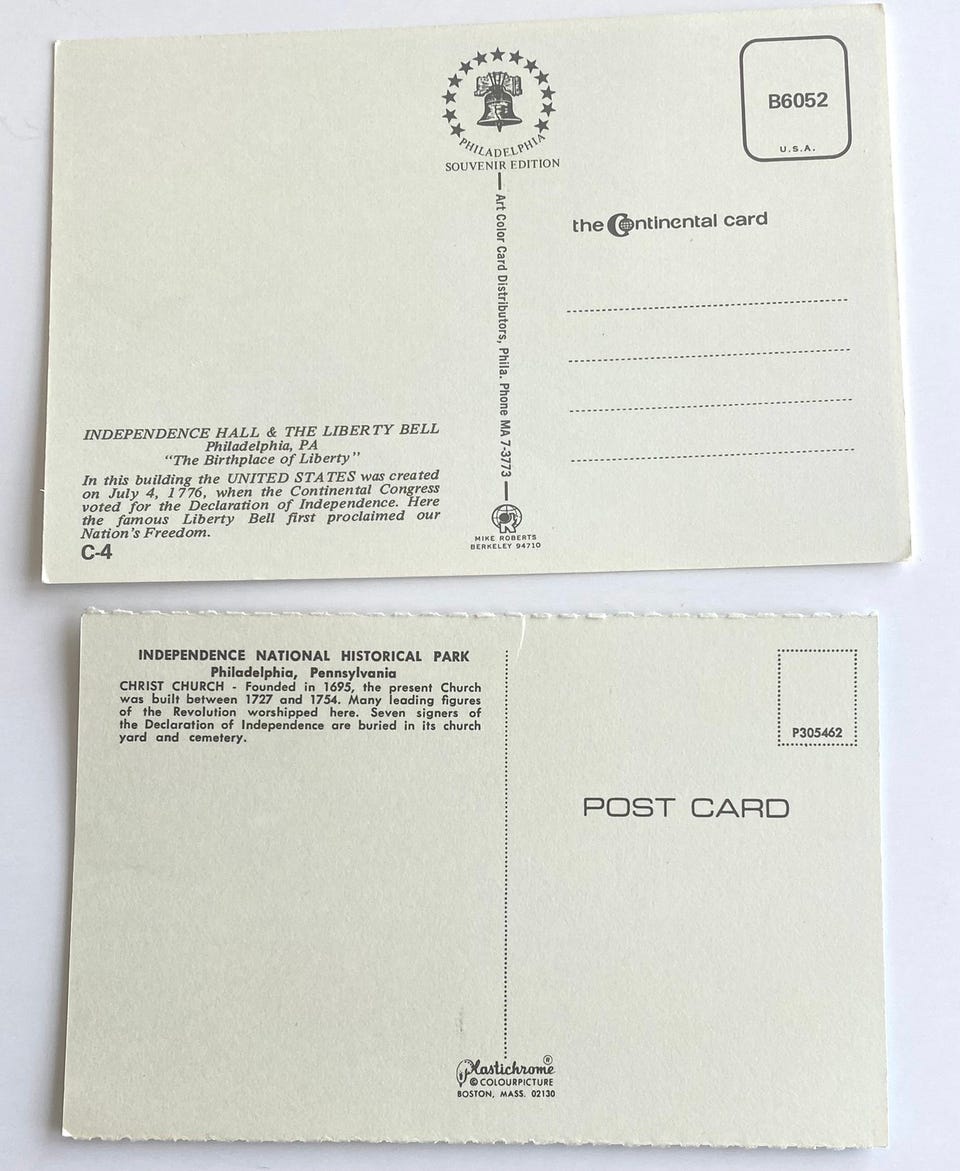 PHILADELPHIA
SOUVENIR EDITION
B6052
U.S.A.
the Continental card
Art Color Card Distributors, Phila. Phone MA 7-3773
INDEPENDENCE HALL & THE LIBERTY BELL
Philadelphia, PA
"The Birthplace of Liberty"
In this building the UNITED STATES was created
on July 4, 1776, when the Continental Congress
voted for the Declaration of Independence. Here
the famous Liberty Bell first proclaimed our
Nation's Freedom.
C-4
MIKE ROBERTS
BERKELEY 94710
INDEPENDENCE NATIONAL HISTORICAL PARK
Philadelphia, Pennsylvania
CHRIST CHURCH - Founded in 1695, the present Church
was built between 1727 and 1754. Many leading figures
of the Revolution worshipped here. Seven signers of
the Declaration of Independence are buried in its church
yard and cemetery.
P305462
POST CARD
Plastichrome ®
© COLOURPICTURE
BOSTON, MASS. 02130